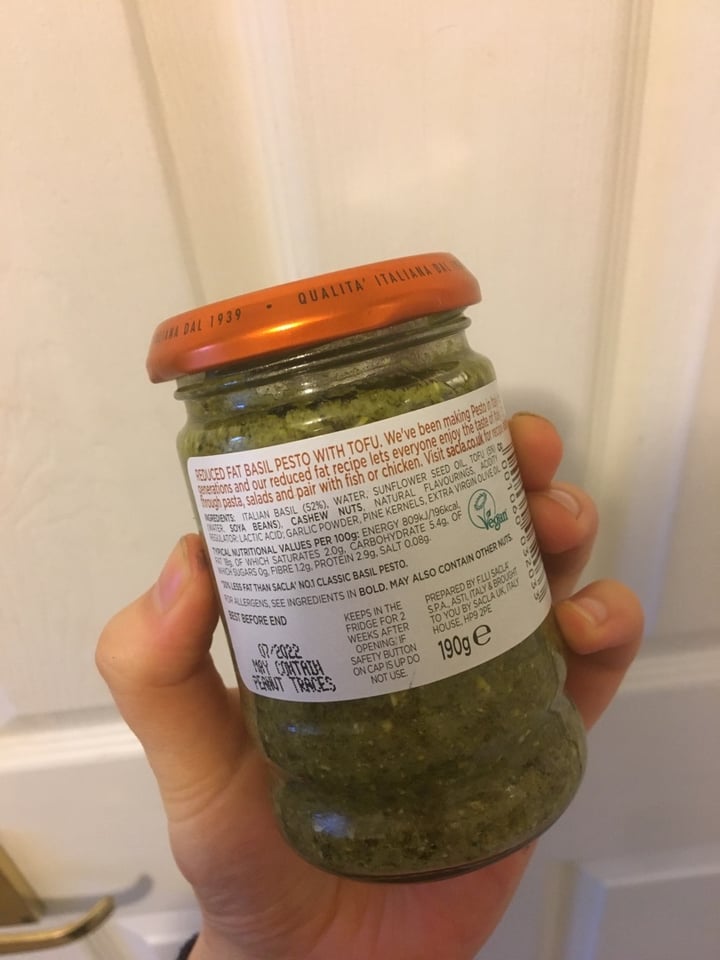 IANA DAL 1939 • QUALITA' ITALIANA DAL
REDUCED FAT BASIL PESTO WITH TOFU. We've been making Pesto in
generations and our reduced fat recipe lets everyone enjoy the taste of
through pasta, salads and pair with fish or chicken. Visit sacla.co.uk for
INGREDIENTS: ITALIAN BASIL (52%), WATER, SUNFLOWER SEED OIL, TOFU (5%)
(WATER, SOYA BEANS), CASHEW NUTS, NATURAL FLAVOURINGS, ACIDITY
REGULATOR: LACTIC ACID; GARLIC POWDER, PINE KERNELS, EXTRA VIRGIN OLIVE OIL.
TYPICAL NUTRITIONAL VALUES PER 100g: ENERGY 809kJ/196kcal,
FAT 18g, OF WHICH SATURATES 2.0g, CARBOHYDRATE 5.4g, OF
WHICH SUGARS 0g, FIBRE 1.2g, PROTEIN 2.9g, SALT 0.08g.
Vegan
LESS FAT THAN SACLA' NO.1 CLASSIC BASIL PESTO.
FOR ALLERGENS, SEE INGREDIENTS IN BOLD. MAY ALSO CONTAIN OTHER NUTS.
BEST BEFORE END
07/2022
MAY CONTAIN
PEANUT TRACES
KEEPS IN THE
FRIDGE FOR 2
WEEKS AFTER
OPENING: IF
SAFETY BUTTON
ON CAP IS UP DO
NOT USE.
PREPARED BY F.LLI SACLA'
S.P.A., ASTI, ITALY & BROUGHT
TO YOU BY SACLA UK, ITALY
HOUSE, HP9 2PE
190g e